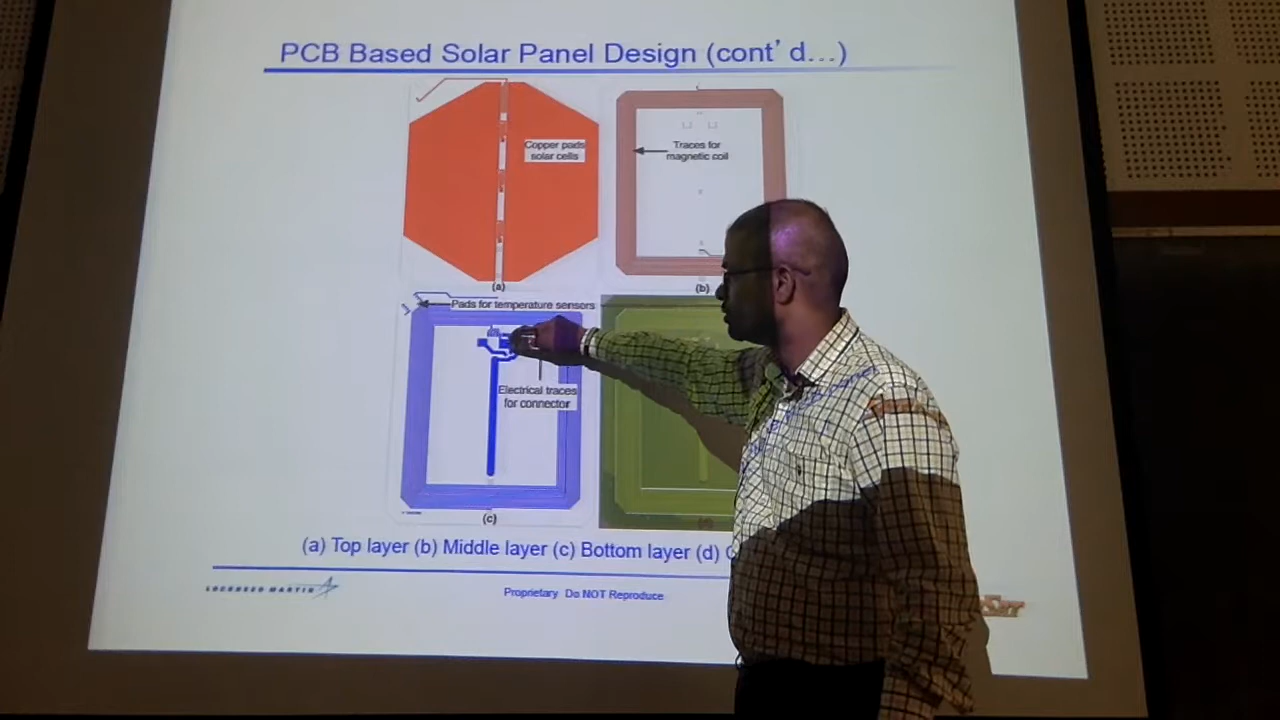 PCB Based Solar Panel Design (cont'd...)
Copper pads
solar cells
Traces for
magnetic coil
(a)
(b)
Pads for temperature sensors
Electrical traces
for connector
(c)
(a) Top layer (b) Middle layer (c) Bottom layer (d)
LOCKHEED MARTIN
Proprietary Do NOT Reproduce